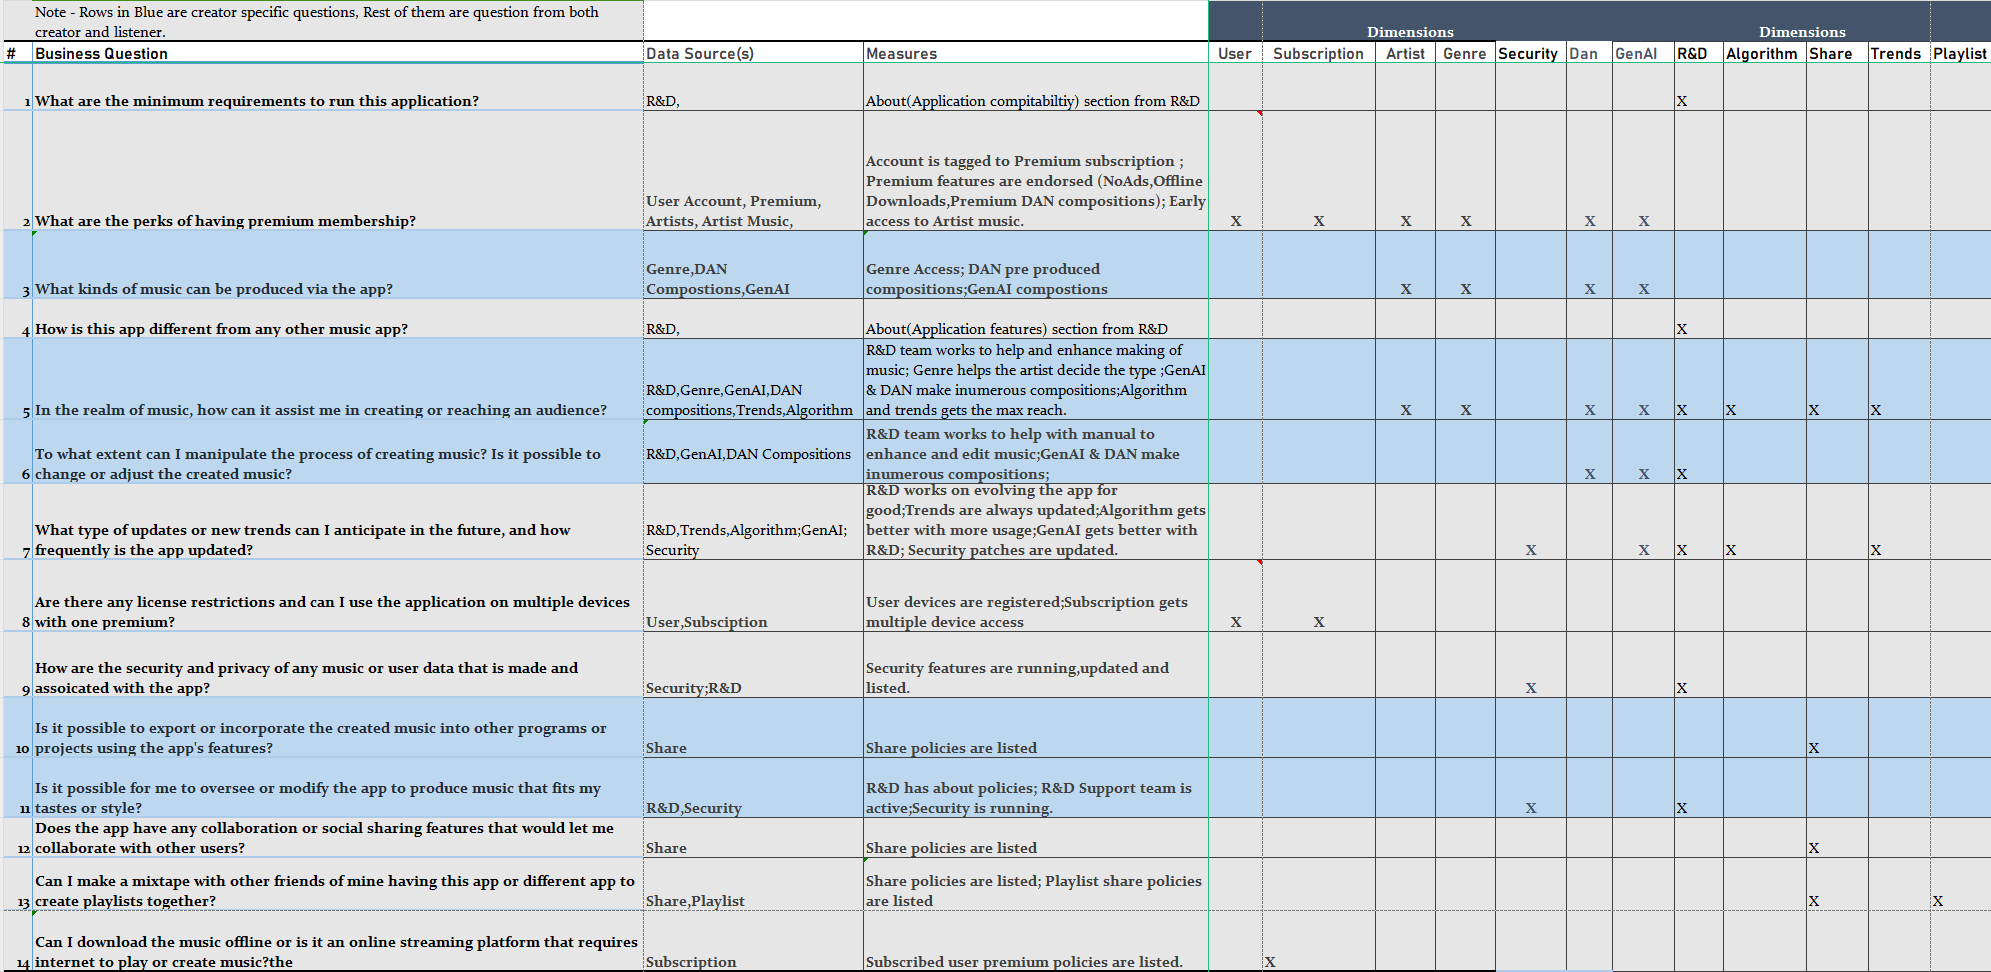 Note - Rows in Blue are creator specific questions, Rest of them are question from both
creator and listener.
Dimensions
Dimensions
# Business Question Data Source(s) Measures User Subscription Artist Genre Security Dan GenAI R&D Algorithm Share Trends Playlist
1 What are the minimum requirements to run this application? R&D, About(Application compitabiltiy) section from R&D X
Account is tagged to Premium subscription ;
Premium features are endorsed (NoAds,Offline
User Account, Premium, Downloads,Premium DAN compositions); Early
2 What are the perks of having premium membership? Artists, Artist Music, access to Artist music. X X X X X X
Genre,DAN Genre Access; DAN pre produced
3 What kinds of music can be produced via the app? Compostions,GenAI compositions;GenAI compostions X X X X
4 How is this app different from any other music app? R&D, About(Application features) section from R&D X
R&D team works to help and enhance making of
music; Genre helps the artist decide the type ;GenAI
R&D,Genre,GenAI,DAN & DAN make inumerous compositions;Algorithm
5 In the realm of music, how can it assist me in creating or reaching an audience? compositions,Trends,Algorithm and trends gets the max reach. X X X X X X X X
R&D team works to help with manual to
To what extent can I manipulate the process of creating music? Is it possible to R&D,GenAI,DAN Compositions enhance and edit music;GenAI & DAN make
6 change or adjust the created music? inumerous compositions; X X X
R&D works on evolving the app for
good;Trends are always updated;Algorithm gets
What type of updates or new trends can I anticipate in the future, and how R&D,Trends,Algorithm;GenAI; better with more usage;GenAI gets better with
7 frequently is the app updated? Security R&D; Security patches are updated. X X X X X
Are there any license restrictions and can I use the application on multiple devices User devices are registered;Subscription gets
8 with one premium? User,Subsciption multiple device access X X
How are the security and privacy of any music or user data that is made and Security features are running,updated and
9 assoicated with the app? Security;R&D listed. X X
Is it possible to export or incorporate the created music into other programs or
10 projects using the app's features? Share Share policies are listed X
Is it possible for me to oversee or modify the app to produce music that fits my R&D has about policies; R&D Support team is
11 tastes or style? R&D,Security active;Security is running. X X
Does the app have any collaboration or social sharing features that would let me
12 collaborate with other users? Share Share policies are listed X
Can I make a mixtape with other friends of mine having this app or different app to Share policies are listed; Playlist share policies
13 create playlists together? Share,Playlist are listed X X
Can I download the music offline or is it an online streaming platform that requires
14 internet to play or create music?the Subscription Subscribed user premium policies are listed. X